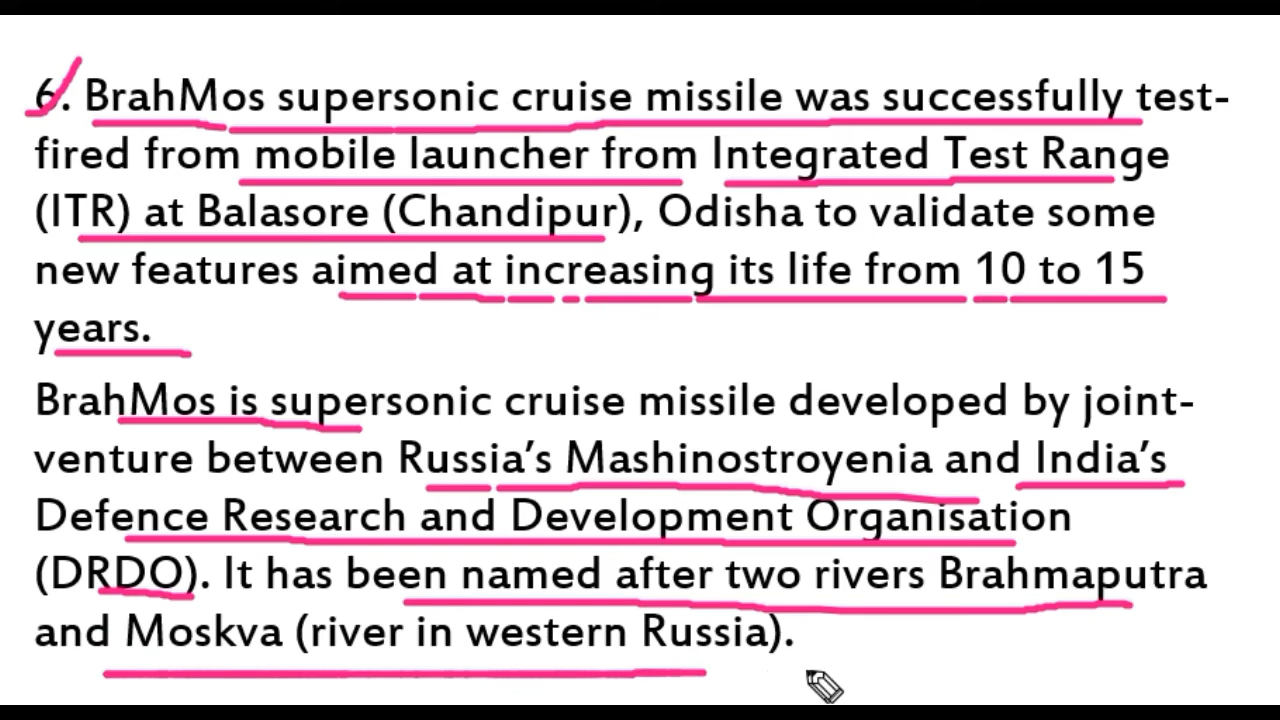 6. BrahMos supersonic cruise missile was successfully test-
fired from mobile launcher from Integrated Test Range
(ITR) at Balasore (Chandipur), Odisha to validate some
new features aimed at increasing its life from 10 to 15
years.
BrahMos is supersonic cruise missile developed by joint-
venture between Russia's Mashinostroyenia and India's
Defence Research and Development Organisation
(DRDO). It has been named after two rivers Brahmaputra
and Moskva (river in western Russia).